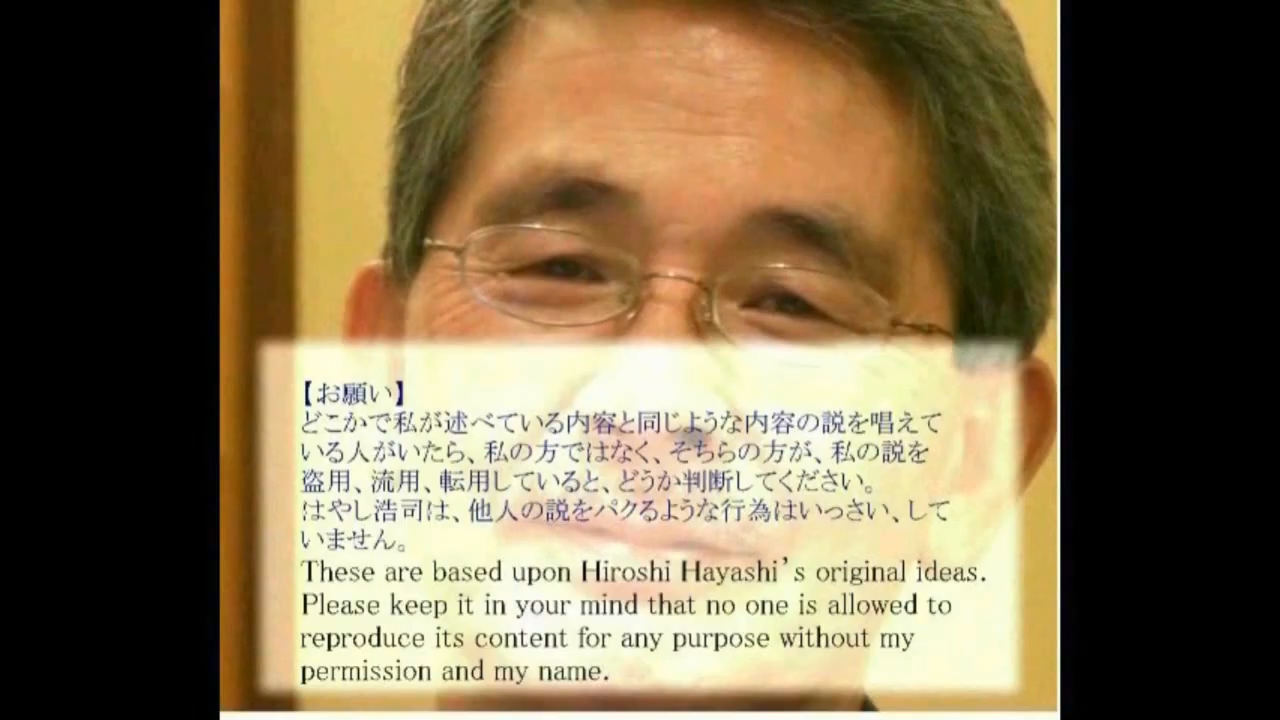 【お願い】
どこかで私が述べている内容と同じような内容の説を唱えて
いる人がいたら、私の方ではなく、そちらの方が、私の説を
盗用、流用、転用していると、どうか判断してください。
はやし浩司は、他人の説をパクるような行為はいっさい、して
いません。
These are based upon Hiroshi Hayashi's original ideas.
Please keep it in your mind that no one is allowed to
reproduce its content for any purpose without my
permission and my name.